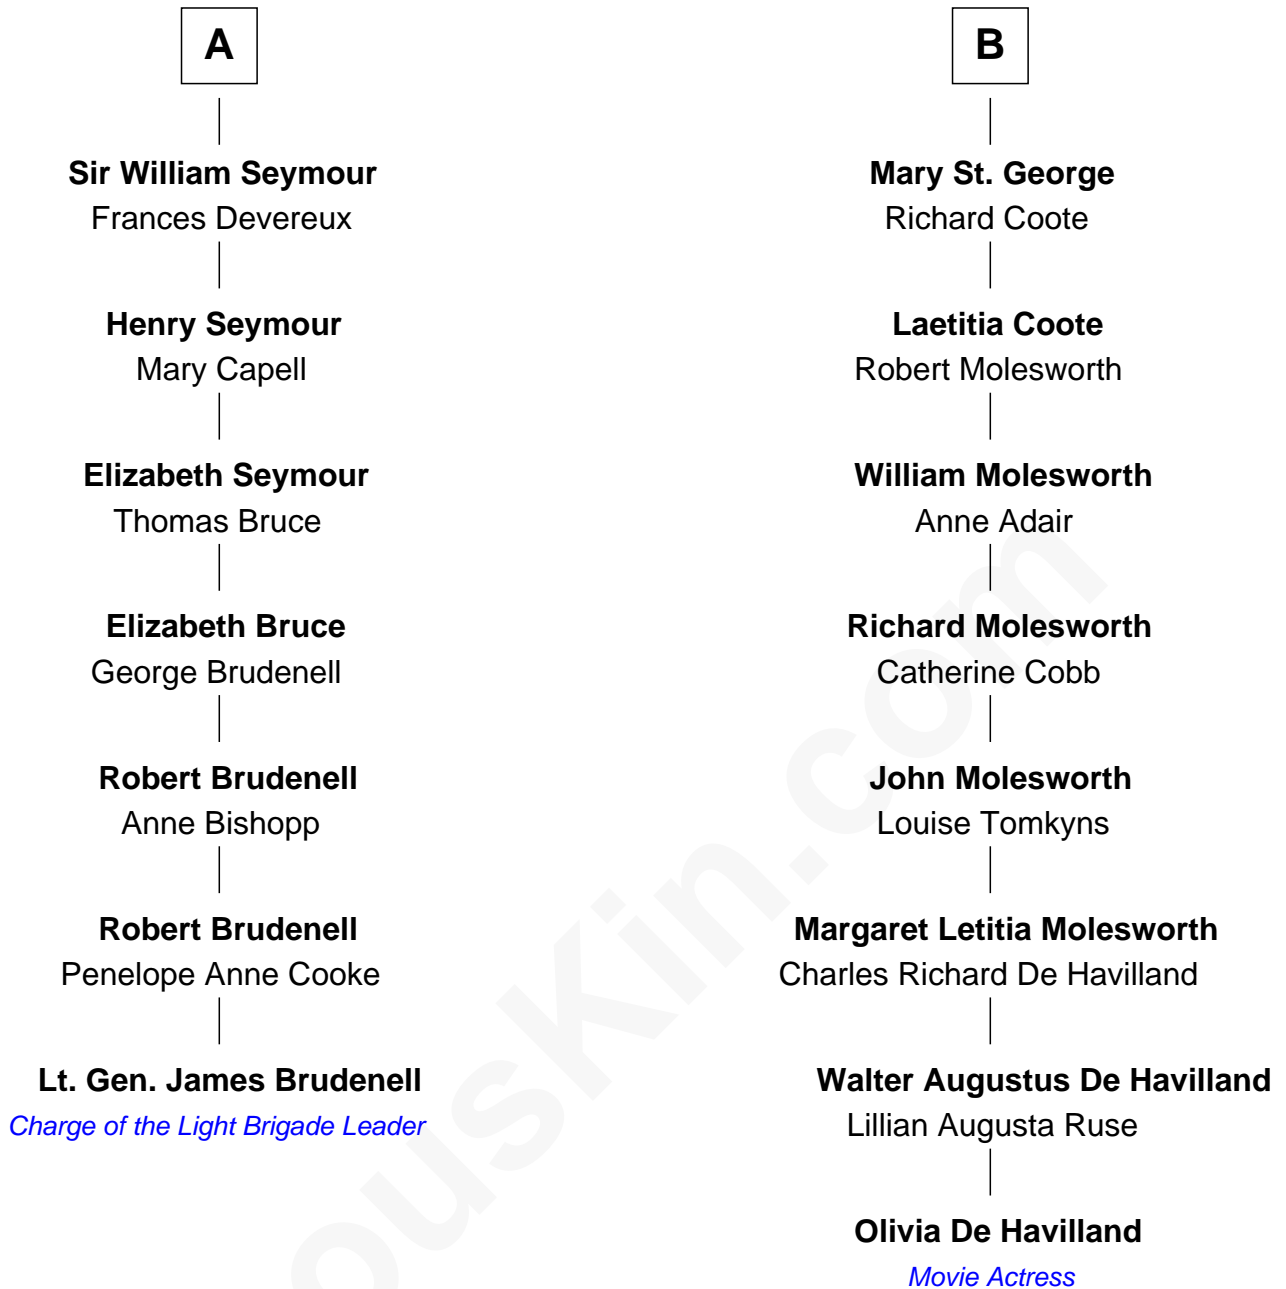 A
Sir William Seymour
Frances Devereux
Henry Seymour
Mary Capell
Elizabeth Seymour
Thomas Bruce
Elizabeth Bruce
George Brudenell
Robert Brudenell
Anne Bishopp
Robert Brudenell
Penelope Anne Cooke
Lt. Gen. James Brudenell
Charge of the Light Brigade Leader
B
Mary St. George
Richard Coote
Laetitia Coote
Robert Molesworth
William Molesworth
Anne Adair
Richard Molesworth
Catherine Cobb
John Molesworth
Louise Tomkyns
Margaret Letitia Molesworth
Charles Richard De Havilland
Walter Augustus De Havilland
Lillian Augusta Ruse
Olivia De Havilland
Movie Actress
ousKin.com